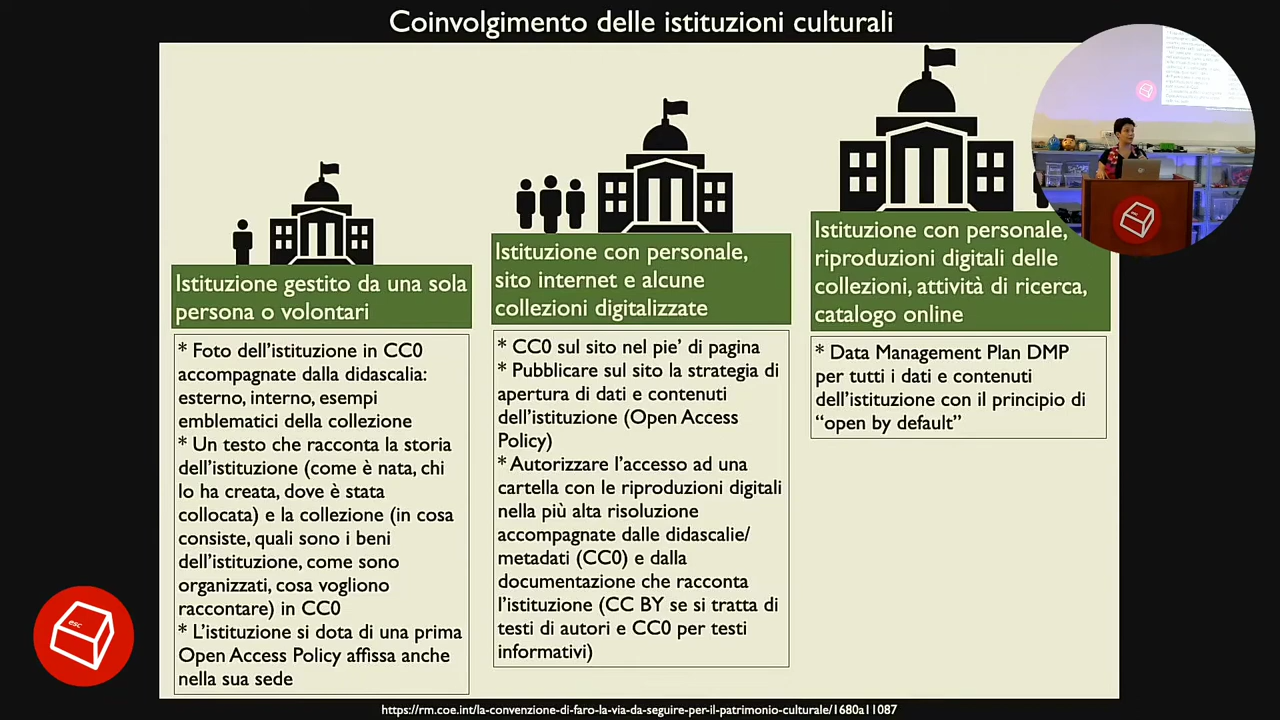 Coinvolgimento delle istituzioni culturali
Istituzione gestito da una sola
persona o volontari
* Foto dell'istituzione in CC0
accompagnate dalla didascalia:
esterno, interno, esempi
emblematici della collezione
* Un testo che racconta la storia
dell'istituzione (come è nata, chi
lo ha creata, dove è stata
collocata) e la collezione (in cosa
consiste, quali sono i beni
dell'istituzione, come sono
organizzati, cosa vogliono
raccontare) in CC0
* L'istituzione si dota di una prima
Open Access Policy affissa anche
nella sua sede
Istituzione con personale,
sito internet e alcune
collezioni digitalizzate
* CC0 sul sito nel pie' di pagina
* Pubblicare sul sito la strategia di
apertura di dati e contenuti
dell'istituzione (Open Access
Policy)
* Autorizzare l'accesso ad una
cartella con le riproduzioni digitali
nella più alta risoluzione
accompagnate dalle didascalie/
metadati (CC0) e dalla
documentazione che racconta
l'istituzione (CC BY se si tratta di
testi di autori e CC0 per testi
informativi)
Istituzione con personale,
riproduzioni digitali delle
collezioni, attività di ricerca,
catalogo online
* Data Management Plan DMP
per tutti i dati e contenuti
dell'istituzione con il principio di
“open by default”
esc
https://rm.coe.int/la-convenzione-di-faro-la-via-da-seguire-per-il-patrimonio-culturale/1680a11087